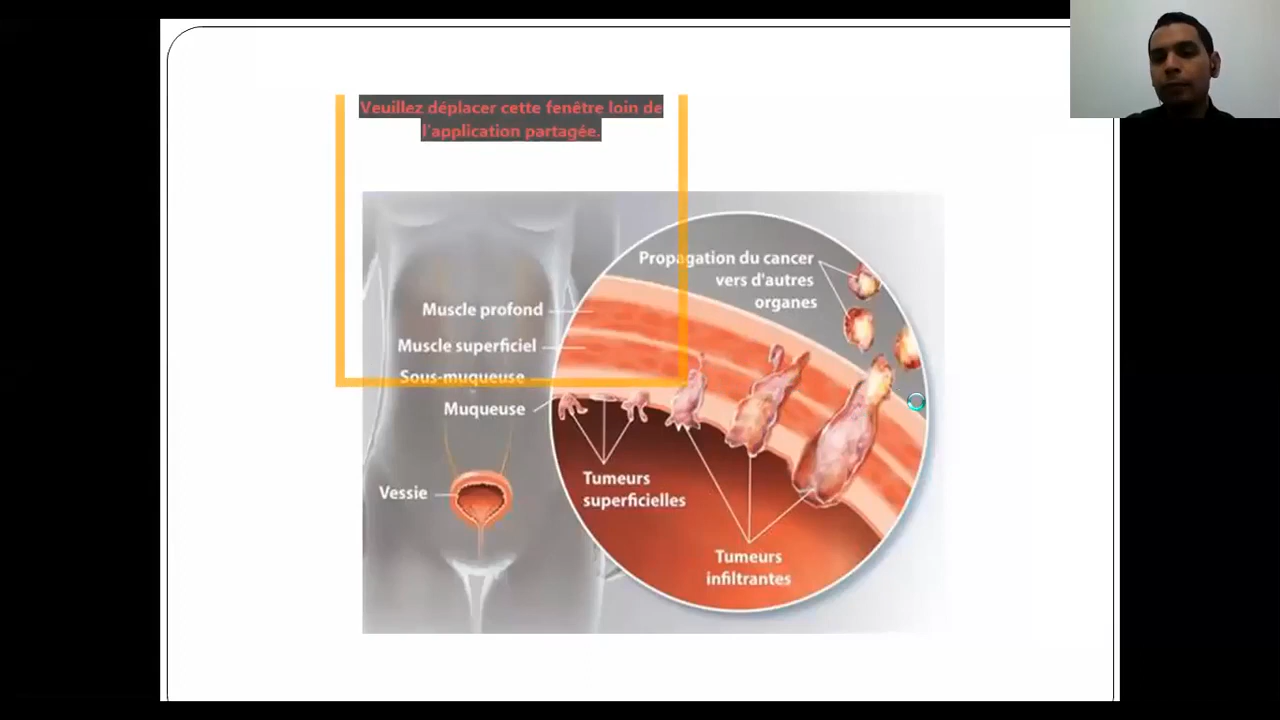 Veuillez déplacer cette fenêtre loin de
l'application partagée.
Propagation du cancer
vers d'autres
organes
Muscle profond
Muscle superficiel
Sous-muqueuse
Muqueuse
Vessie
Tumeurs
superficielles
Tumeurs
infiltrantes